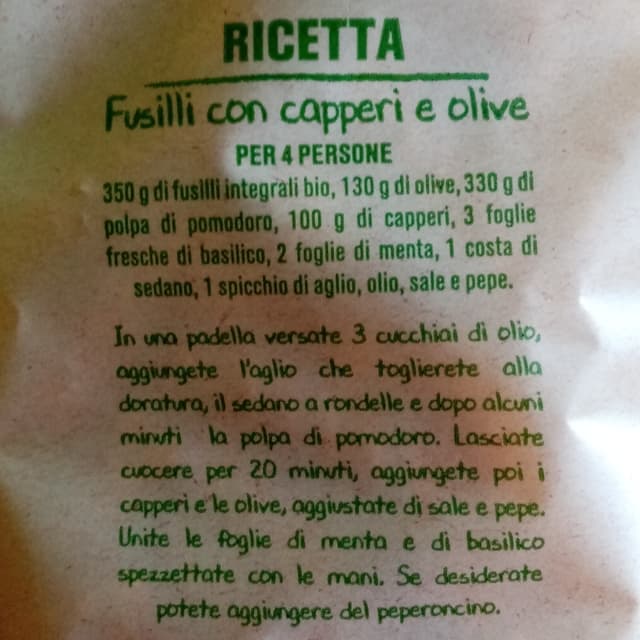 RICETTA
Fusilli con capperi e olive
PER 4 PERSONE
350 g di fusilli integrali bio, 130 g di olive, 330 g di
polpa di pomodoro, 100 g di capperi, 3 foglie
fresche di basilico, 2 foglie di menta, 1 costa di
sedano, 1 spicchio di aglio, olio, sale e pepe.
In una padella versate 3 cucchiai di olio,
aggiungete l'aglio che toglierete alla
doratura, il sedano a rondelle e dopo alcuni
minuti la polpa di pomodoro. Lasciate
cuocere per 20 minuti, aggiungete poi i
capperi e le olive, aggiustate di sale e pepe.
Unite le foglie di menta e di basilico
spezzettate con le mani. Se desiderate
potete aggiungere del peperoncino.